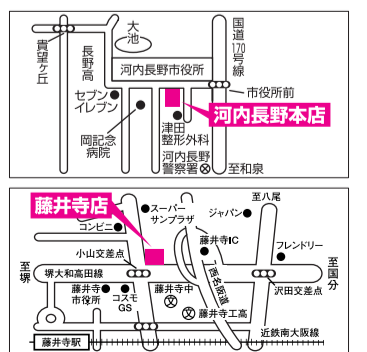 大池
国道170号線
貴望ヶ丘
長野高
河内長野市役所
市役所前
セブン
イレブン
河内長野本店
岡記念
病院
津田
整形外科
河内長野
警察署
至和泉
藤井寺店
至八尾
スーパー
サンプラザ
ジャパン
コンビニ
小山交差点
藤井寺IC
フレンドリー
至堺
堺大和高田線
西名阪道
至国分
藤井寺
市役所
コスモ
GS
藤井寺中
文
文
藤井寺工高
沢田交差点
藤井寺駅
近鉄南大阪線